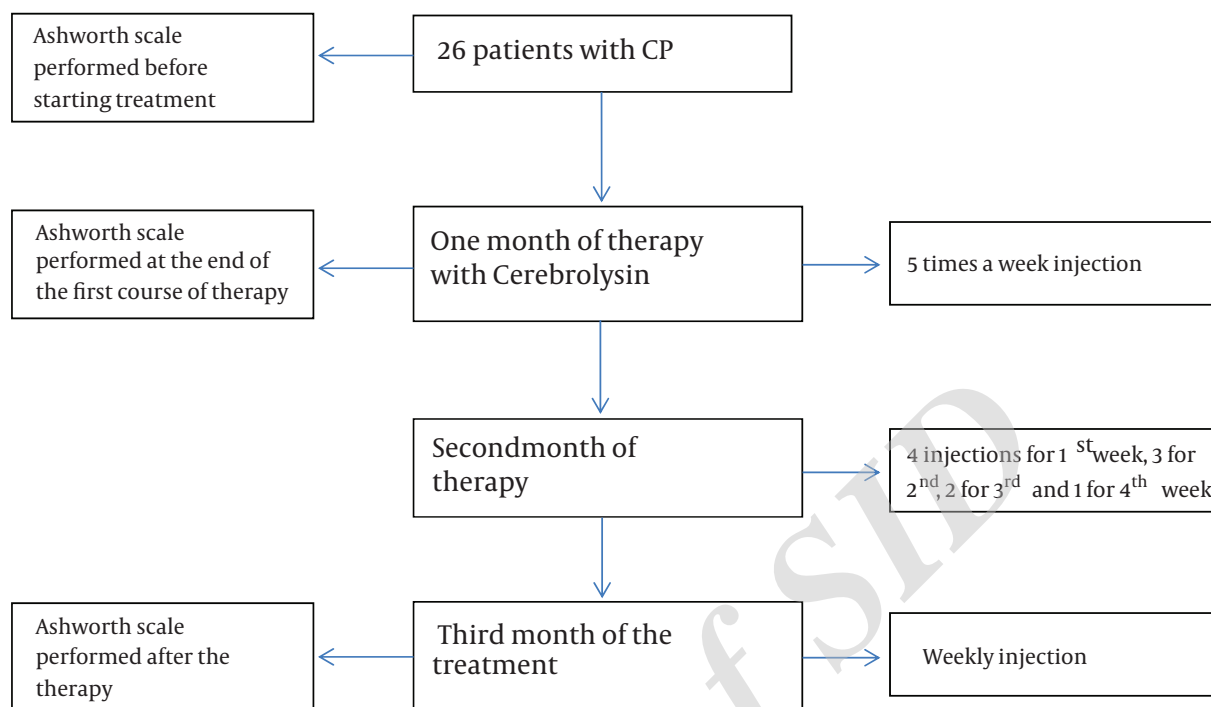 Ashworth scale
performed before
starting treatment
26 patients with CP
Ashworth scale
performed at the end of
the first course of therapy
One month of therapy
with Cerebrolysin
5 times a week injection
Secondmonth of
therapy
4 injections for 1 st week, 3 for
2nd, 2 for 3rd and 1 for 4th week
Ashworth scale
performed after the
therapy
Third month of the
treatment
Weekly injection
f SID